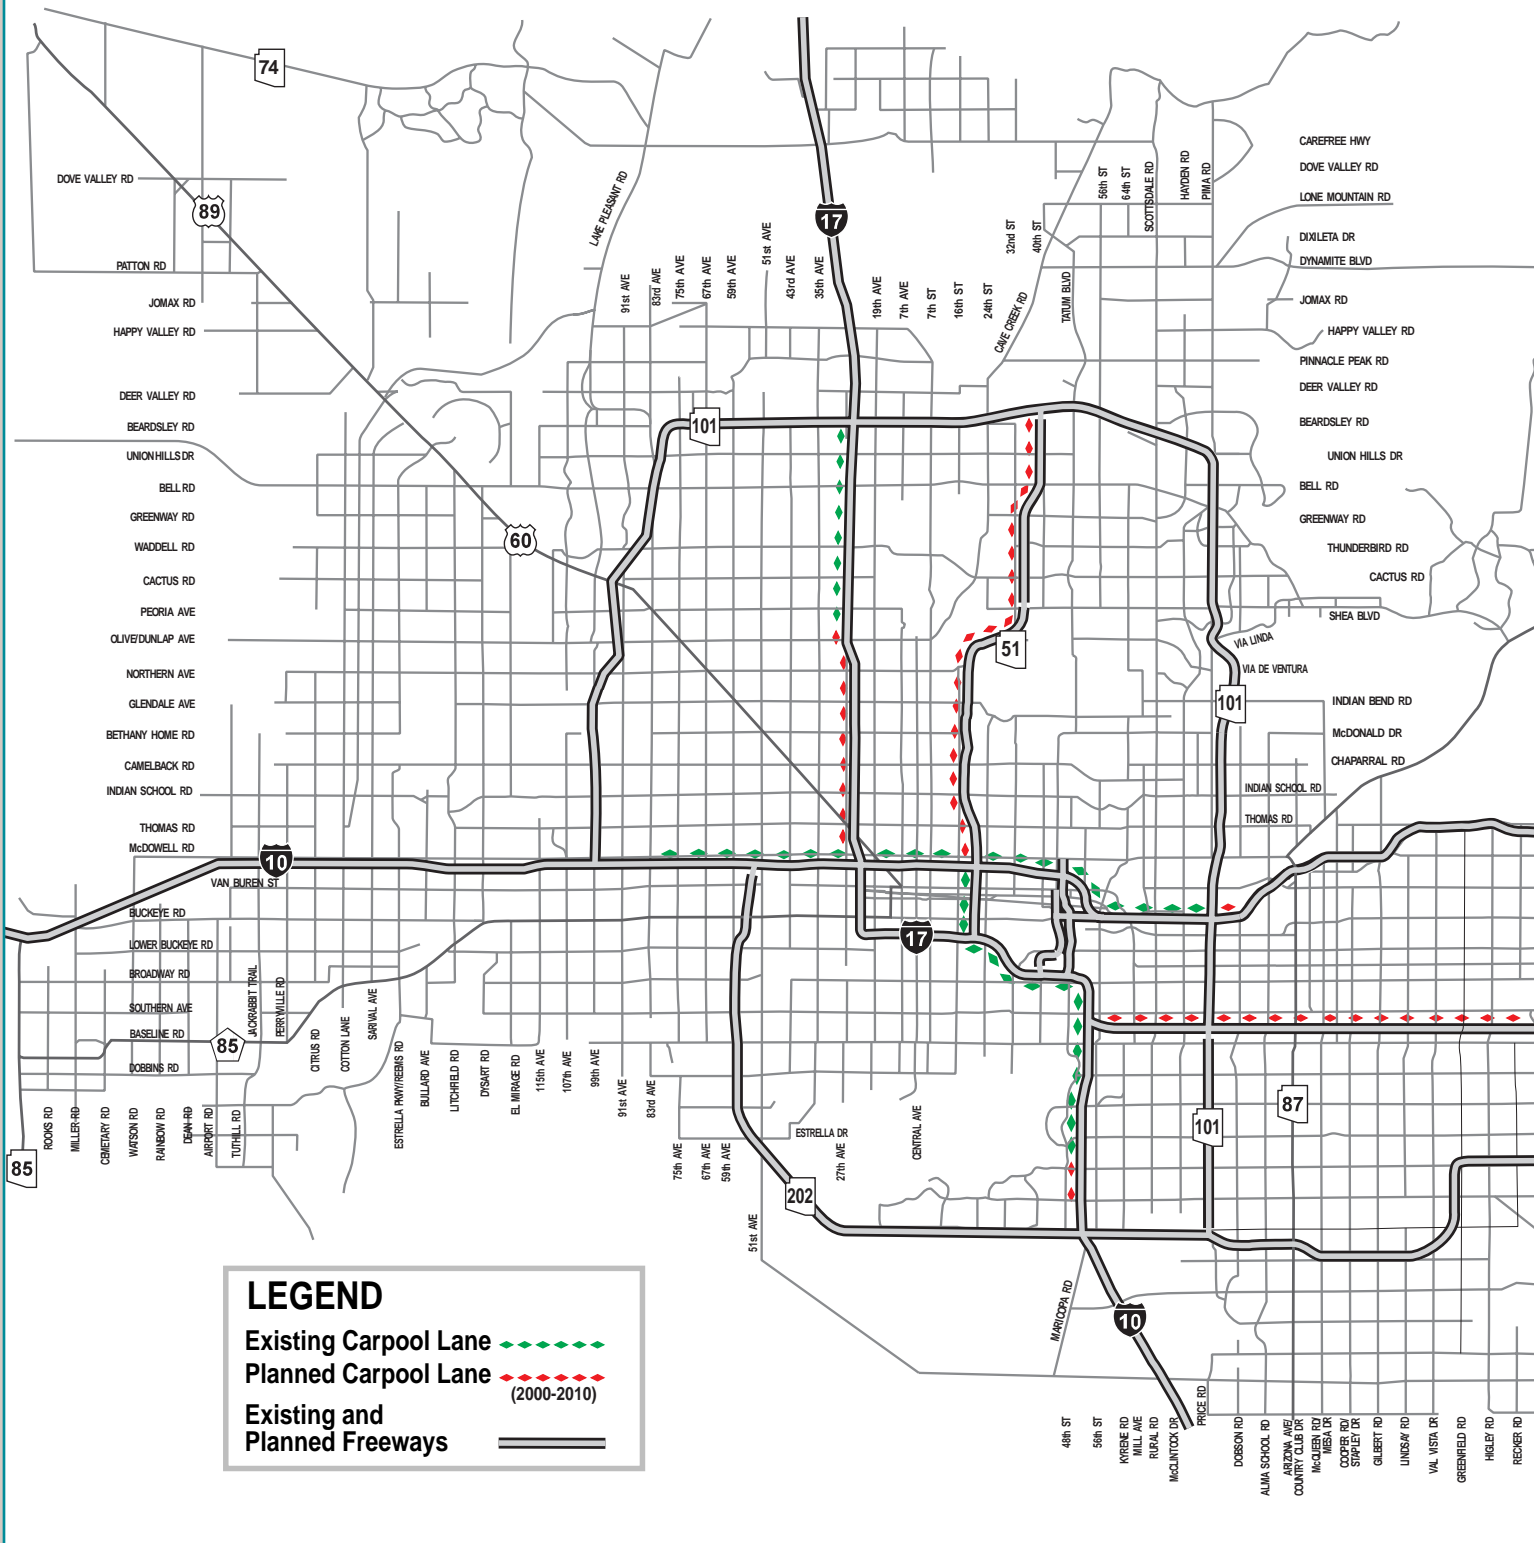 74
CAREFREE HWY
DOVE VALLEY RD
DOVE VALLEY RD
LONE MOUNTAIN RD
89
17
LAKE PLEASANT RD
56th ST
64th ST
SCOTTSDALE RD
HAYDEN RD
PIMA RD
DIXILETA DR
DYNAMITE BLVD
PATTON RD
91st AVE
83rd AVE
75th AVE
67th AVE
59th AVE
51st AVE
43rd AVE
35th AVE
19th AVE
7th AVE
7th ST
16th ST
24th ST
32nd ST
40th ST
CAVE CREEK RD
TATUM BLVD
JOMAX RD
JOMAX RD
HAPPY VALLEY RD
HAPPY VALLEY RD
PINNACLE PEAK RD
DEER VALLEY RD
DEER VALLEY RD
BEARDSLEY RD
101
BEARDSLEY RD
UNION HILLS DR
UNION HILLS DR
BELL RD
BELL RD
GREENWAY RD
GREENWAY RD
WADDELL RD
60
THUNDERBIRD RD
CACTUS RD
CACTUS RD
PEORIA AVE
SHEA BLVD
OLIVE/DUNLAP AVE
51
VIA LINDA
NORTHERN AVE
VIA DE VENTURA
GLENDALE AVE
101
INDIAN BEND RD
BETHANY HOME RD
McDONALD DR
CAMELBACK RD
CHAPARRAL RD
INDIAN SCHOOL RD
INDIAN SCHOOL RD
THOMAS RD
THOMAS RD
McDOWELL RD
10
VAN BUREN ST
BUCKEYE RD
LOWER BUCKEYE RD
17
BROADWAY RD
SOUTHERN AVE
BASELINE RD
85
DOBBINS RD
JACKRABBIT TRAIL
PERRYVILLE RD
CITRUS RD
COTTON LANE
SARIVAL AVE
ESTRELLA PKWY/REEMS RD
BULLARD AVE
LITCHFIELD RD
DYSART RD
EL MIRAGE RD
115th AVE
107th AVE
99th AVE
91st AVE
83rd AVE
ROOKS RD
MILLER RD
CEMETARY RD
WATSON RD
RAINBOW RD
DEAN RD
AIRPORT RD
TUTHILL RD
85
75th AVE
67th AVE
59th AVE
51st AVE
ESTRELLA DR
27th AVE
CENTRAL AVE
202
101
87
MARICOPA RD
10
LEGEND
Existing Carpool Lane
Planned Carpool Lane
(2000-2010)
Existing and
Planned Freeways
48th ST
56th ST
KYRENE RD
MILL AVE
RURAL RD
McCLINTOCK DR
PRICE RD
DOBSON RD
ALMA SCHOOL RD
ARIZONA AVE/
COUNTRY CLUB DR
McQUEEN RD/
MESA DR
COOPER RD/
STAPLEY DR
GILBERT RD
LINDSAY RD
VAL VISTA DR
GREENFIELD RD
HIGLEY RD
RECKER RD